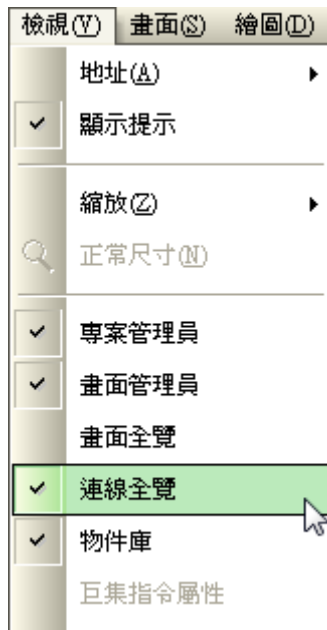 檢視(V) 畫面(S) 繪圖(D)
地址(A)
顯示提示
縮放(Z)
正常尺寸(N)
專案管理員
畫面管理員
畫面全覽
連線全覽
物件庫
巨集指令屬性